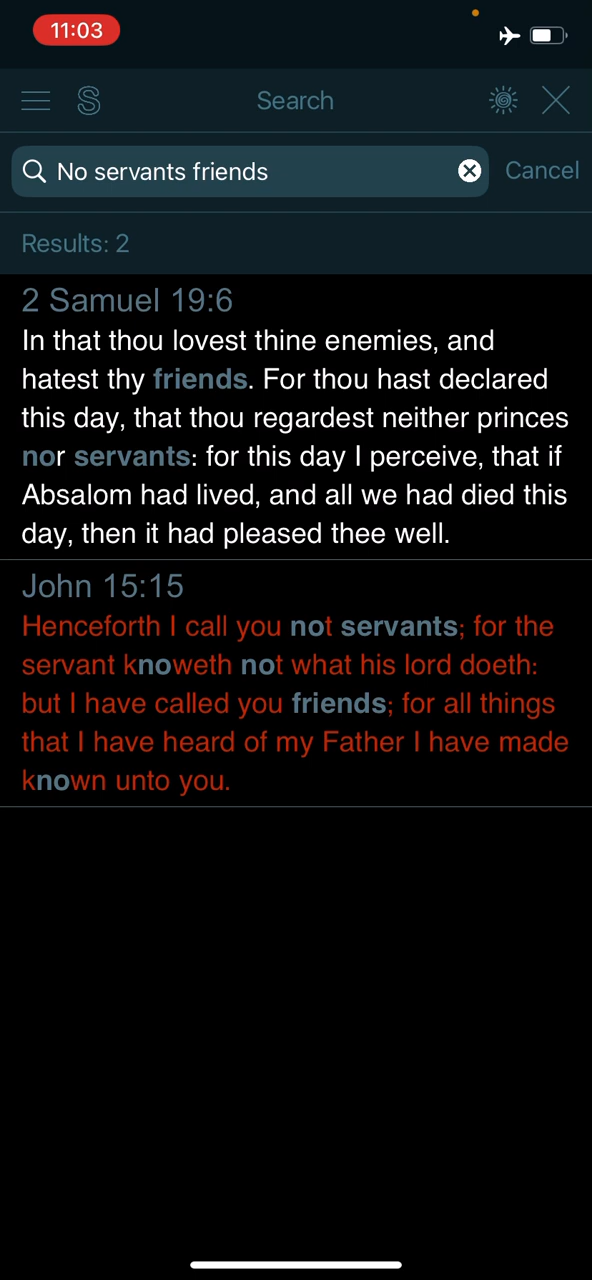 11:03
S
Search
No servants friends
Cancel
Results: 2
2 Samuel 19:6
In that thou lovest thine enemies, and
hatest thy friends. For thou hast declared
this day, that thou regardest neither princes
nor servants: for this day I perceive, that if
Absalom had lived, and all we had died this
day, then it had pleased thee well.
John 15:15
Henceforth I call you not servants; for the
servant knoweth not what his lord doeth:
but I have called you friends; for all things
that I have heard of my Father I have made
known unto you.